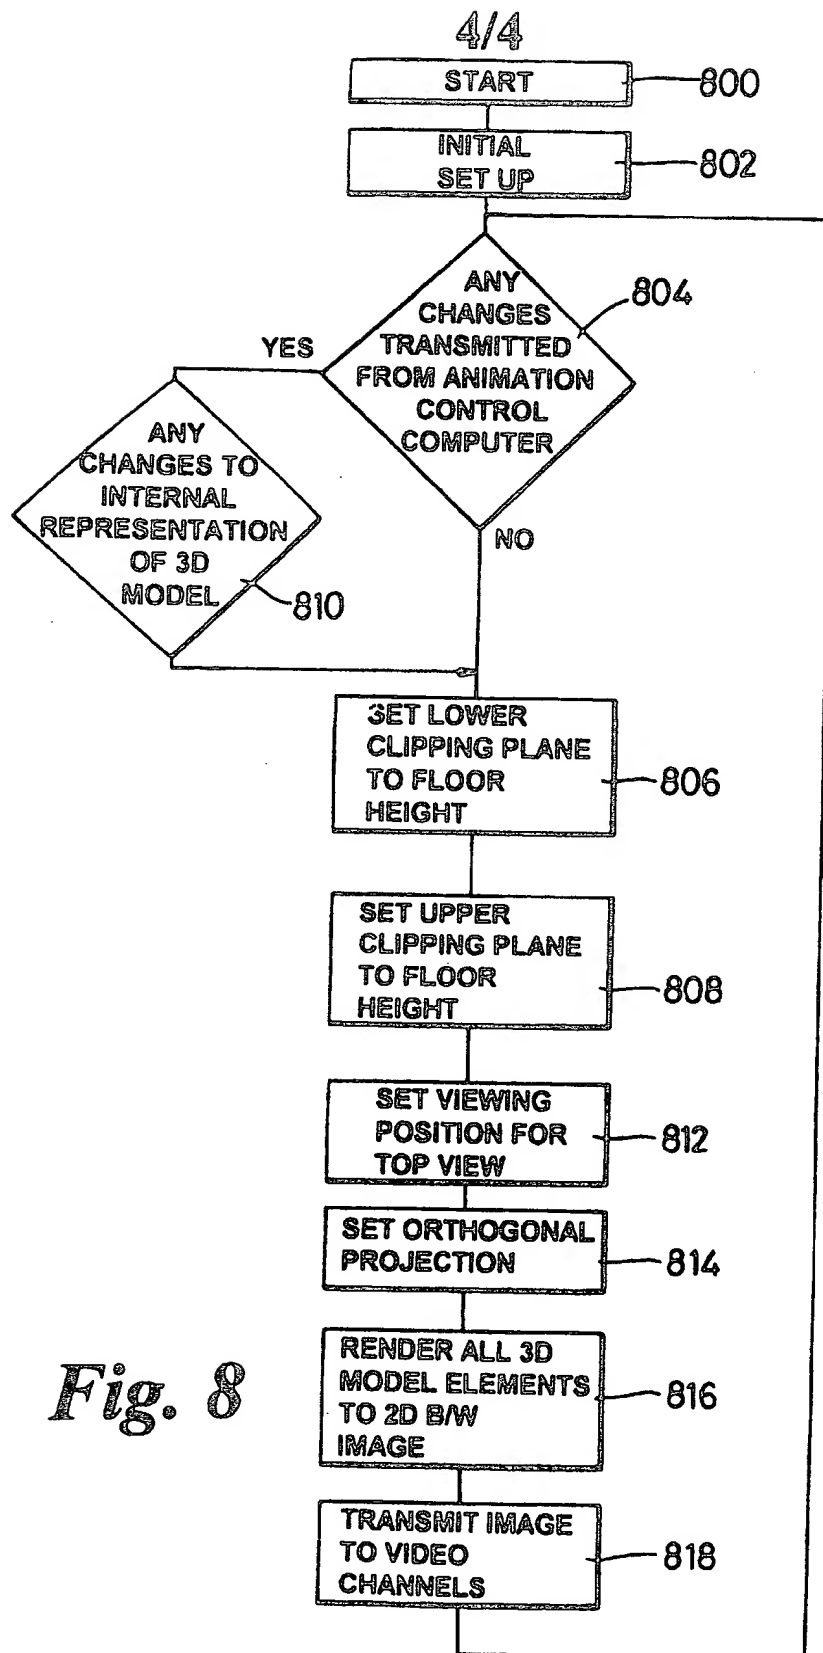 4/4
START
800
INITIAL
SET UP
802
ANY
CHANGES
TRANSMITTED
FROM ANIMATION
CONTROL
COMPUTER
804
YES
NO
ANY
CHANGES TO
INTERNAL
REPRESENTATION
OF 3D
MODEL
810
SET LOWER
CLIPPING PLANE
TO FLOOR
HEIGHT
806
SET UPPER
CLIPPING PLANE
TO FLOOR
HEIGHT
808
SET VIEWING
POSITION FOR
TOP VIEW
812
SET ORTHOGONAL
PROJECTION
814
RENDER ALL 3D
MODEL ELEMENTS
TO 2D B/W
IMAGE
816
Fig. 8
TRANSMIT IMAGE
TO VIDEO
CHANNELS
818